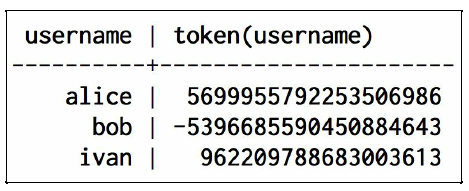 username | token(username)
----------+----------------------
alice | 5699955792253506986
bob | -5396685590450884643
ivan | 962209788683003613